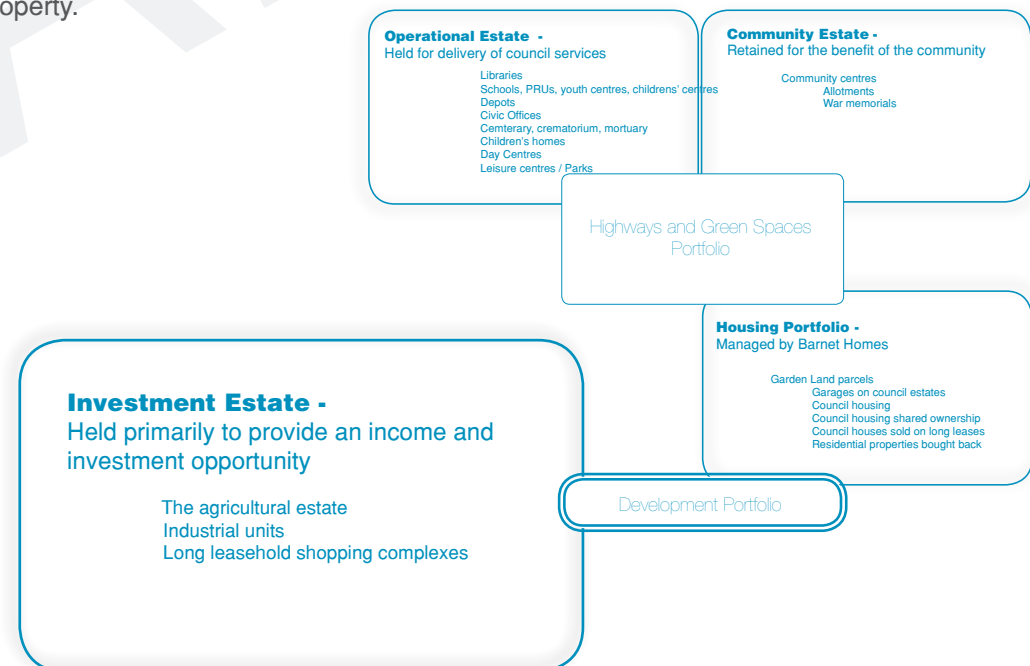 operty.
Operational Estate -
Held for delivery of council services
Libraries
Schools, PRUs, youth centres, childrens' centres
Depots
Civic Offices
Cemterary, crematorium, mortuary
Children's homes
Day Centres
Leisure centres / Parks
Community Estate -
Retained for the benefit of the community
Community centres
Allotments
War memorials
Highways and Green Spaces
Portfolio
Housing Portfolio -
Managed by Barnet Homes
Garden Land parcels
Garages on council estates
Council housing
Council housing shared ownership
Council houses sold on long leases
Residential properties bought back
Investment Estate -
Held primarily to provide an income and
investment opportunity
The agricultural estate
Industrial units
Long leasehold shopping complexes
Development Portfolio